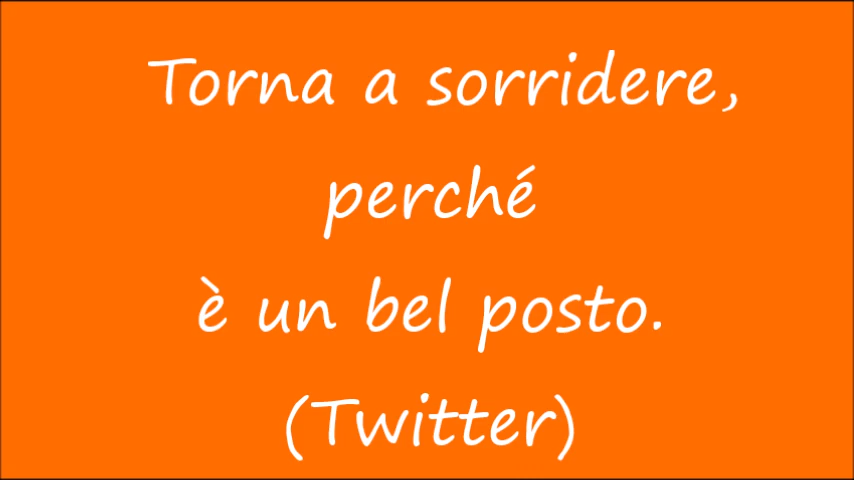 Torna a sorridere,
perché
è un bel posto.
(Twitter)